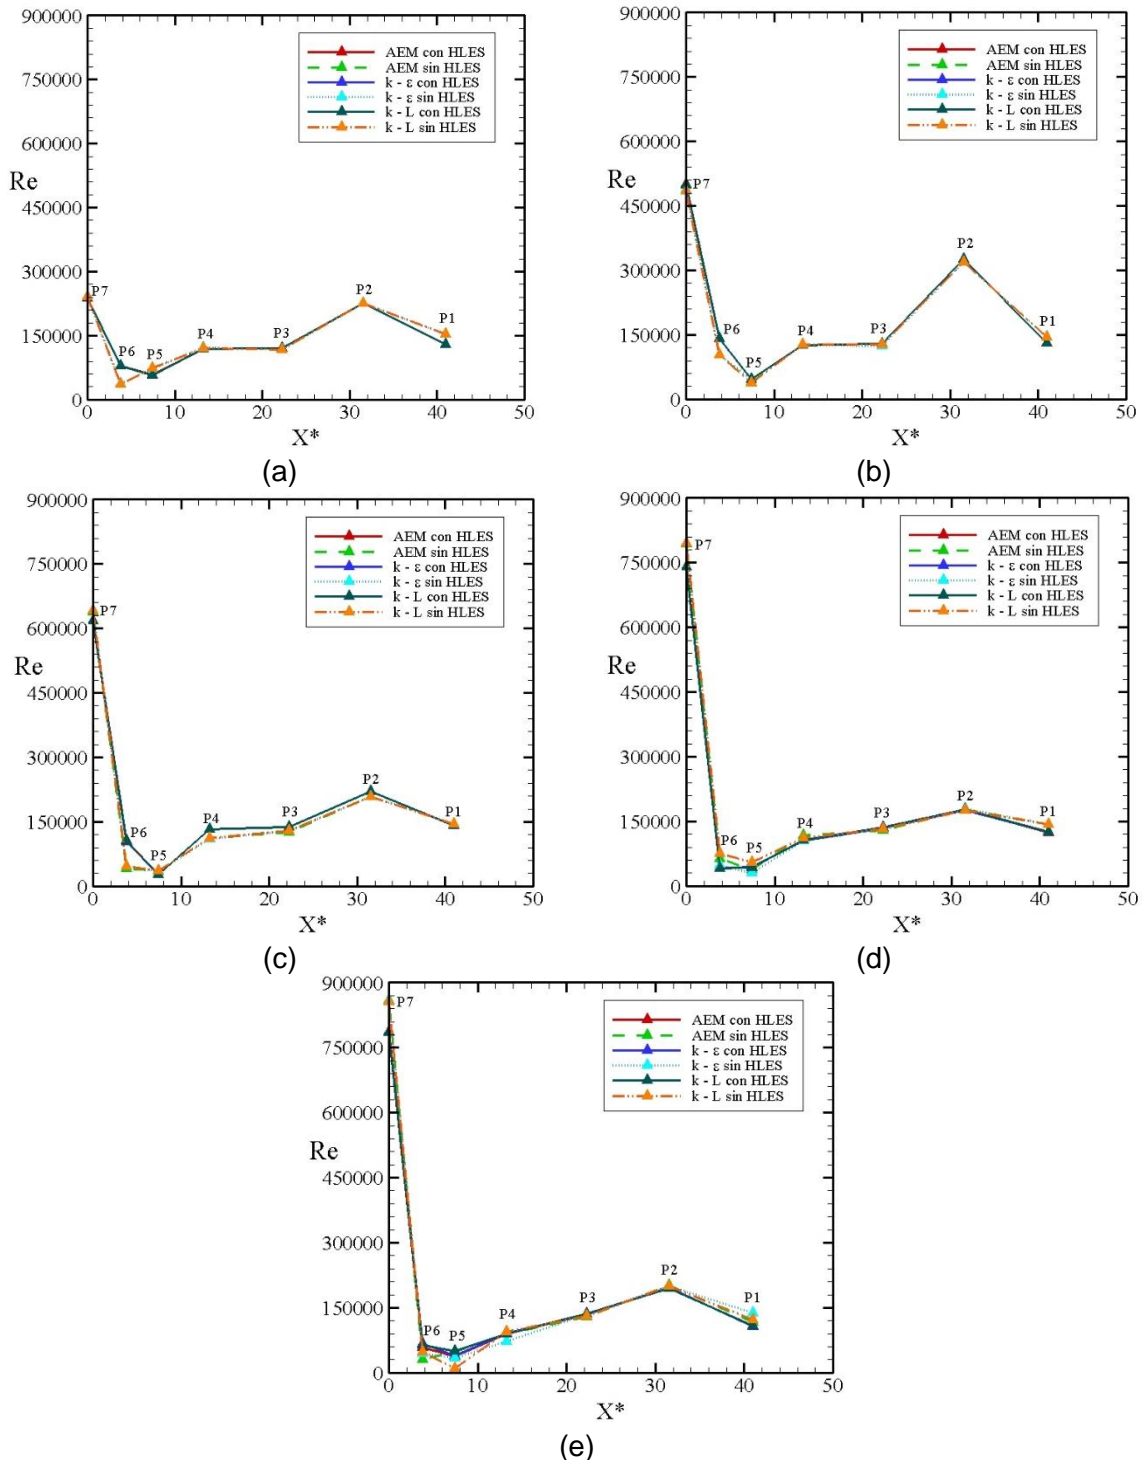 900000
750000
600000
450000
300000
150000
0
Re
AEM con HLES
AEM sin HLES
k - ε con HLES
k - ε sin HLES
k - L con HLES
k - L sin HLES
P7
P6
P5
P4
P3
P2
P1
0 10 20 30 40 50
X*
(a)
900000
750000
600000
450000
300000
150000
0
Re
AEM con HLES
AEM sin HLES
k - ε con HLES
k - ε sin HLES
k - L con HLES
k - L sin HLES
P7
P6
P5
P4
P3
P2
P1
0 10 20 30 40 50
X*
(b)
900000
750000
600000
450000
300000
150000
0
Re
AEM con HLES
AEM sin HLES
k - ε con HLES
k - ε sin HLES
k - L con HLES
k - L sin HLES
P7
P6
P5
P4
P3
P2
P1
0 10 20 30 40 50
X*
(c)
900000
750000
600000
450000
300000
150000
0
Re
AEM con HLES
AEM sin HLES
k - ε con HLES
k - ε sin HLES
k - L con HLES
k - L sin HLES
P7
P6
P5
P4
P3
P2
P1
0 10 20 30 40 50
X*
(d)
900000
750000
600000
450000
300000
150000
0
Re
AEM con HLES
AEM sin HLES
k - ε con HLES
k - ε sin HLES
k - L con HLES
k - L sin HLES
P7
P6
P5
P4
P3
P2
P1
0 10 20 30 40 50
X*
(e)